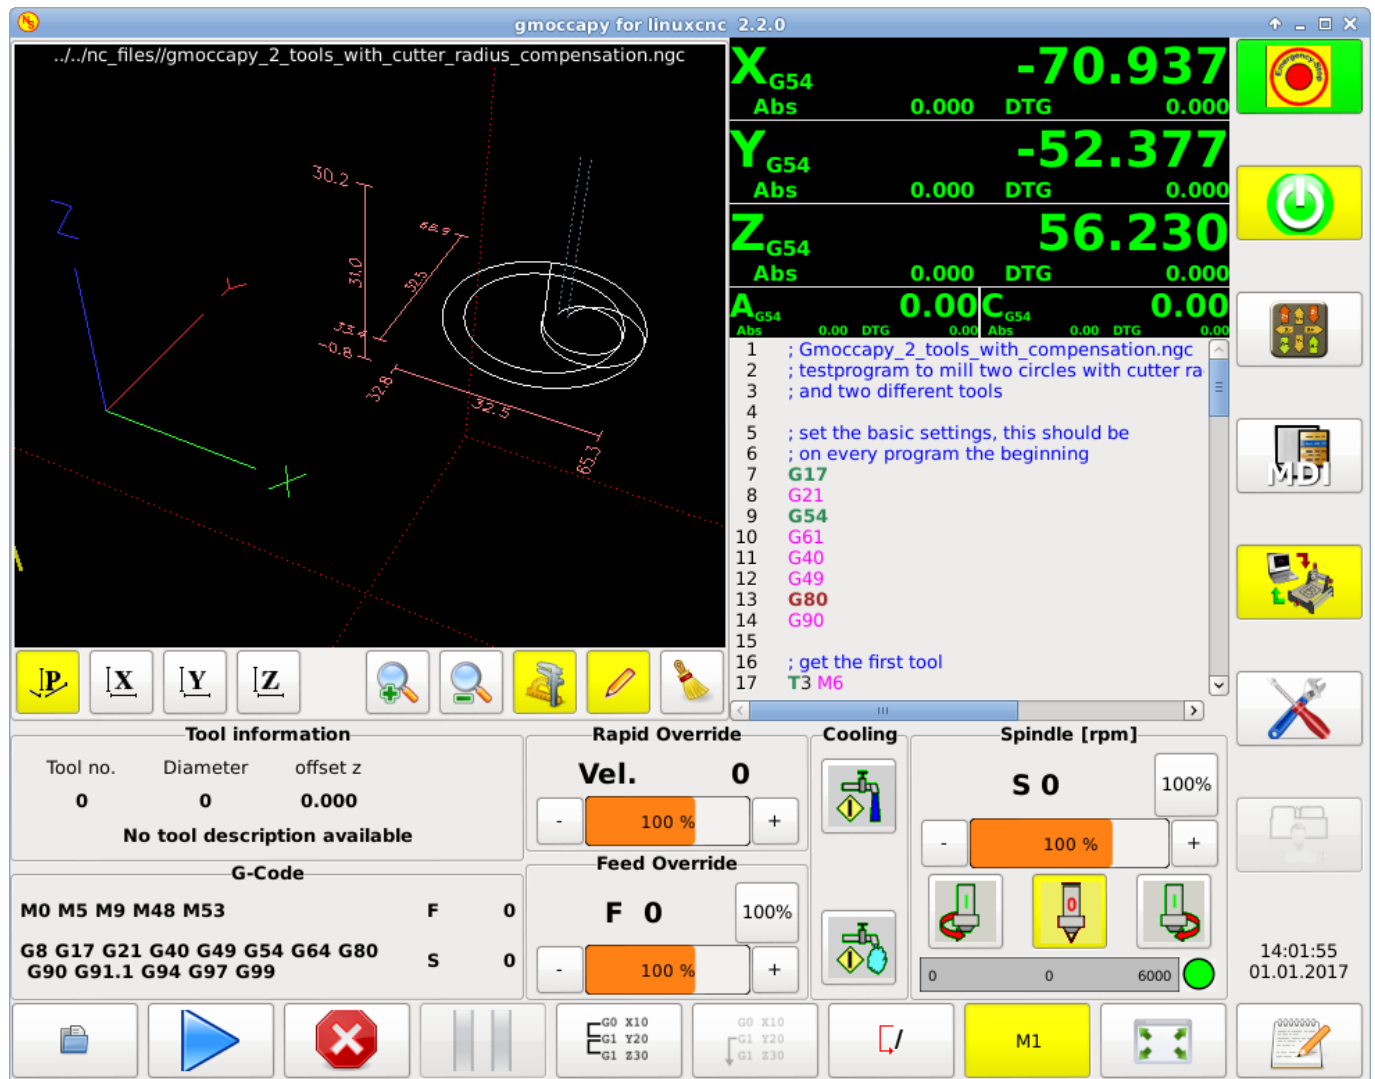 gmoccapy for linuxcnc 2.2.0
../../nc_files//gmoccapy_2_tools_with_cutter_radius_compensation.ngc
30.2
Z
68.9
31.0
32.5
Y
33.4
-0.8
32.8
32.5
65.3
X
X G54 -70.937
Abs 0.000 DTG 0.000
Y G54 -52.377
Abs 0.000 DTG 0.000
Z G54 56.230
Abs 0.000 DTG 0.000
A G54 0.00 C G54 0.00
Abs 0.00 DTG 0.00 Abs 0.00 DTG 0.00
1 ; Gmoccapy_2_tools_with_compensation.ngc
2 ; testprogram to mill two circles with cutter ra
3 ; and two different tools
4
5 ; set the basic settings, this should be
6 ; on every program the beginning
7 G17
8 G21
9 G54
10 G61
11 G40
12 G49
13 G80
14 G90
15
16 ; get the first tool
17 T3 M6
Emergency-Stop
MDI
P X Y Z
Tool information
Tool no. Diameter offset z
0 0 0.000
No tool description available
G-Code
M0 M5 M9 M48 M53 F 0
G8 G17 G21 G40 G49 G54 G64 G80
G90 G91.1 G94 G97 G99
S 0
Rapid Override
Vel. 0
- 100 % +
Feed Override
F 0 100%
- 100 % +
Cooling
Spindle [rpm]
S 0 100%
- 100 % +
I 0 I
0 0 6000
14:01:55
01.01.2017
G0 X10
G1 Y20
G1 Z30
G0 X10
G1 Y20
G1 Z30
/
M1